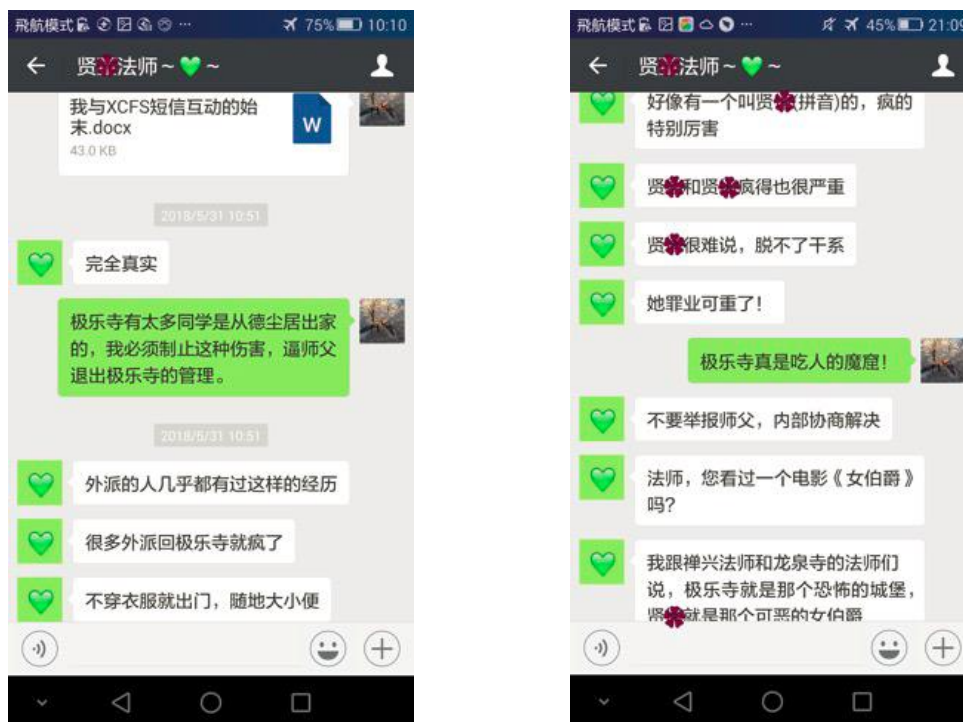 飛航模式 75% 10:10
贤法师~💚~
我与XCFS短信互动的始
末.docx
43.0 KB
W
2018/5/31 10:51
完全真实
极乐寺有太多同学是从德尘居出家
的，我必须制止这种伤害，逼师父
退出极乐寺的管理。
2018/5/31 10:51
外派的人几乎都有过这样的经历
很多外派回极乐寺就疯了
不穿衣服就出门，随地大小便
飛航模式 45% 21:09
贤法师~💚~
好像有一个叫贤(拼音)的，疯的
特别厉害
贤和贤疯得也很严重
贤很难说，脱不了干系
她罪业可重了！
极乐寺真是吃人的魔窟！
不要举报师父，内部协商解决
法师，您看过一个电影《女伯爵》
吗？
我跟禅兴法师和龙泉寺的法师们
说，极乐寺就是那个恐怖的城堡，
贤就是那个可恶的女伯爵